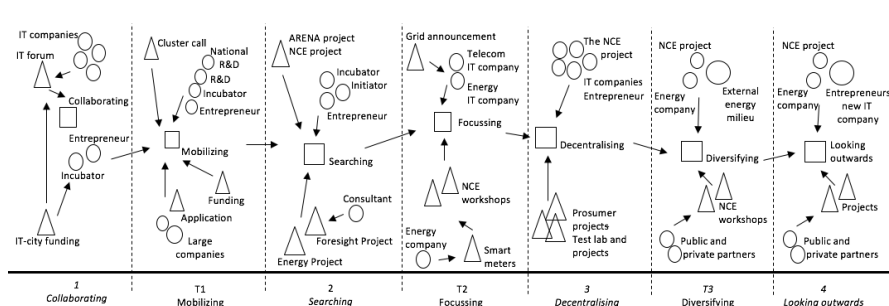 IT companies
IT forum
Collaborating
Entrepreneur
Incubator
IT-city funding
Cluster call
National
R&D
R&D
Incubator
Entrepreneur
Mobilizing
Funding
Application
Large
companies
ARENA project
NCE project
Incubator
Initiator
Entrepreneur
Searching
Consultant
Foresight Project
Energy Project
Grid announcement
Telecom
IT company
Energy
IT company
Focussing
NCE
workshops
Energy
company
Smart
meters
The NCE
project
IT companies
Entrepreneur
Decentralising
Prosumer
projects
Test lab and
projects
NCE project
Energy
company
External
energy
milieu
Diversifying
NCE
workshops
Public and
private partners
NCE project
Energy
company
Entrepreneurs
new IT
company
Looking
outwards
Projects
Public and
private partners
1
Collaborating
T1
Mobilizing
2
Searching
T2
Focussing
3
Decentralising
T3
Diversifying
4
Looking outwards